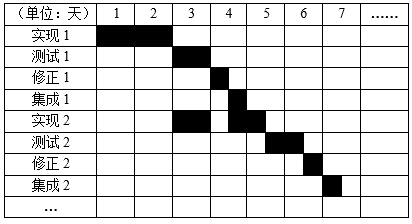 （单位：天） 1 2 3 4 5 6 7 ……
实现 1
测试 1
修正 1
集成 1
实现 2
测试 2
修正 2
集成 2
…